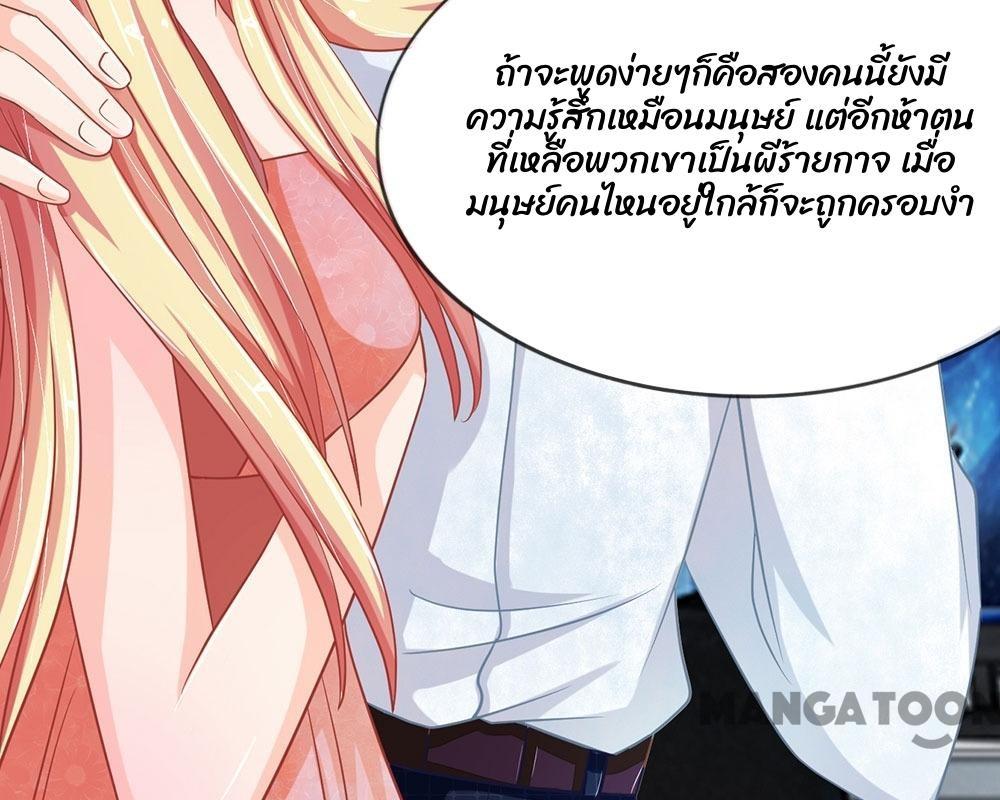 ถ้าจะพูดง่ายๆก็คือสองคนนี้ยังมี
ความรู้สึกเหมือนมนุษย์ แต่อีกห้าตน
ที่เหลือพวกเขาเป็นผีร้ายกาจ เมื่อ
มนุษย์คนไหนอยู่ใกล้ก็จะถูกครอบงำ
MANGATOON